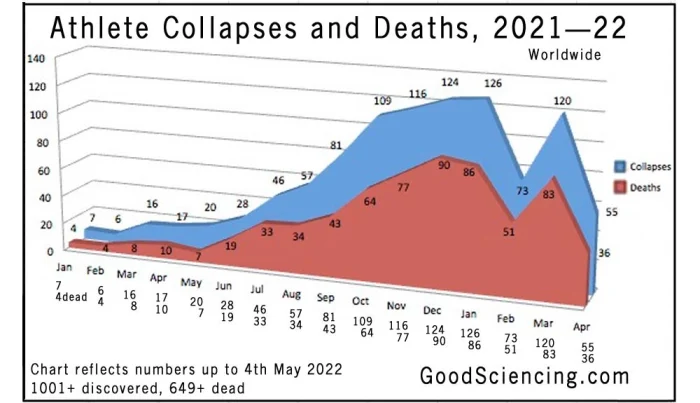 Athlete Collapses and Deaths, 2021—22
Worldwide
140
120
100
80
60
40
20
0
7 6 16 17 20 28 46 57 81 109 116 124 126 73 120 55
4 4 8 10 7 19 33 34 43 64 77 90 86 51 83 36
Collapses
Deaths
Jan Feb Mar Apr May Jun Jul Aug Sep Oct Nov Dec Jan Feb Mar Apr
7 6 16 17 20 28 46 57 81 109 116 124 126 73 120 55
4dead 4 8 10 7 19 33 34 43 64 77 90 86 51 83 36
Chart reflects numbers up to 4th May 2022
1001+ discovered, 649+ dead
GoodSciencing.com